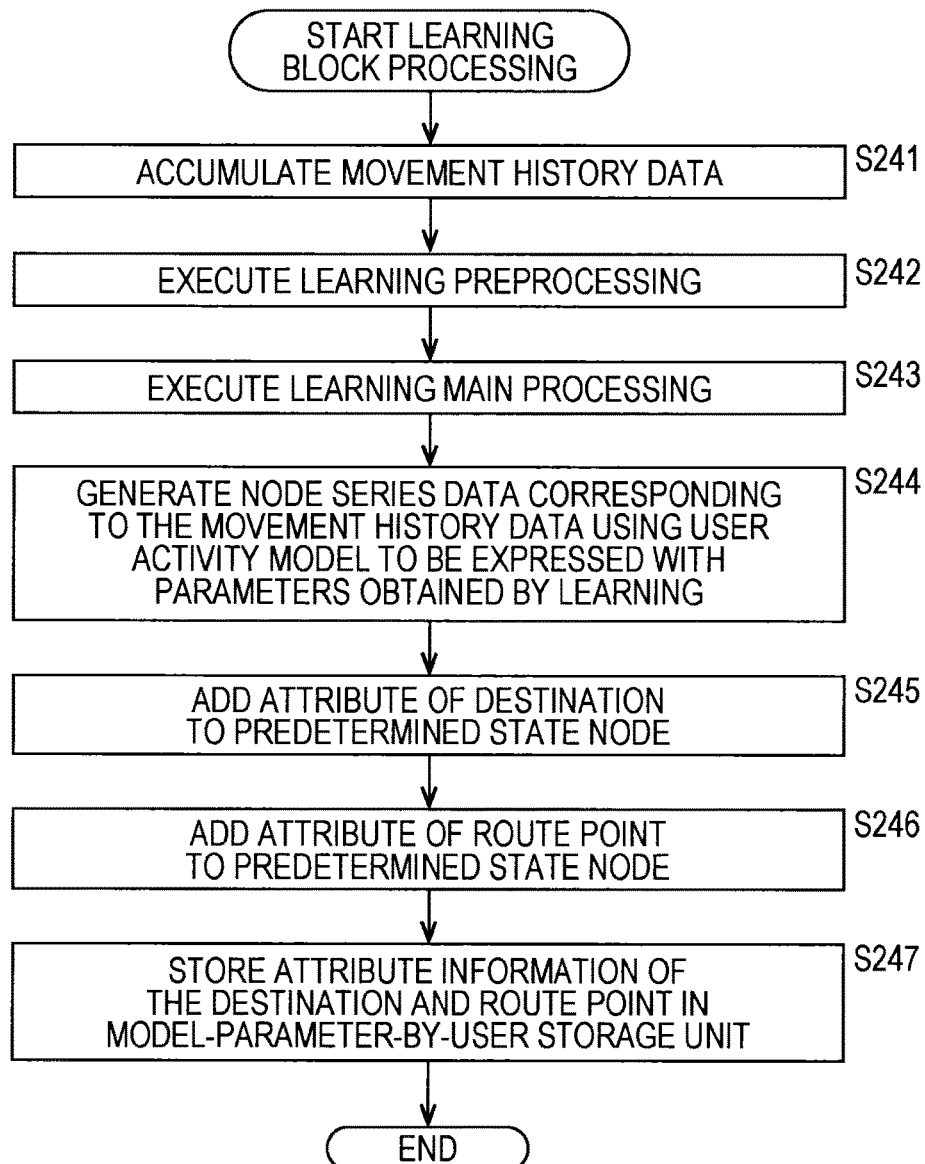 START LEARNING
BLOCK PROCESSING
ACCUMULATE MOVEMENT HISTORY DATA
S241
EXECUTE LEARNING PREPROCESSING
S242
EXECUTE LEARNING MAIN PROCESSING
S243
GENERATE NODE SERIES DATA CORRESPONDING
TO THE MOVEMENT HISTORY DATA USING USER
ACTIVITY MODEL TO BE EXPRESSED WITH
PARAMETERS OBTAINED BY LEARNING
S244
ADD ATTRIBUTE OF DESTINATION
TO PREDETERMINED STATE NODE
S245
ADD ATTRIBUTE OF ROUTE POINT
TO PREDETERMINED STATE NODE
S246
STORE ATTRIBUTE INFORMATION OF
THE DESTINATION AND ROUTE POINT IN
MODEL-PARAMETER-BY-USER STORAGE UNIT
S247
END